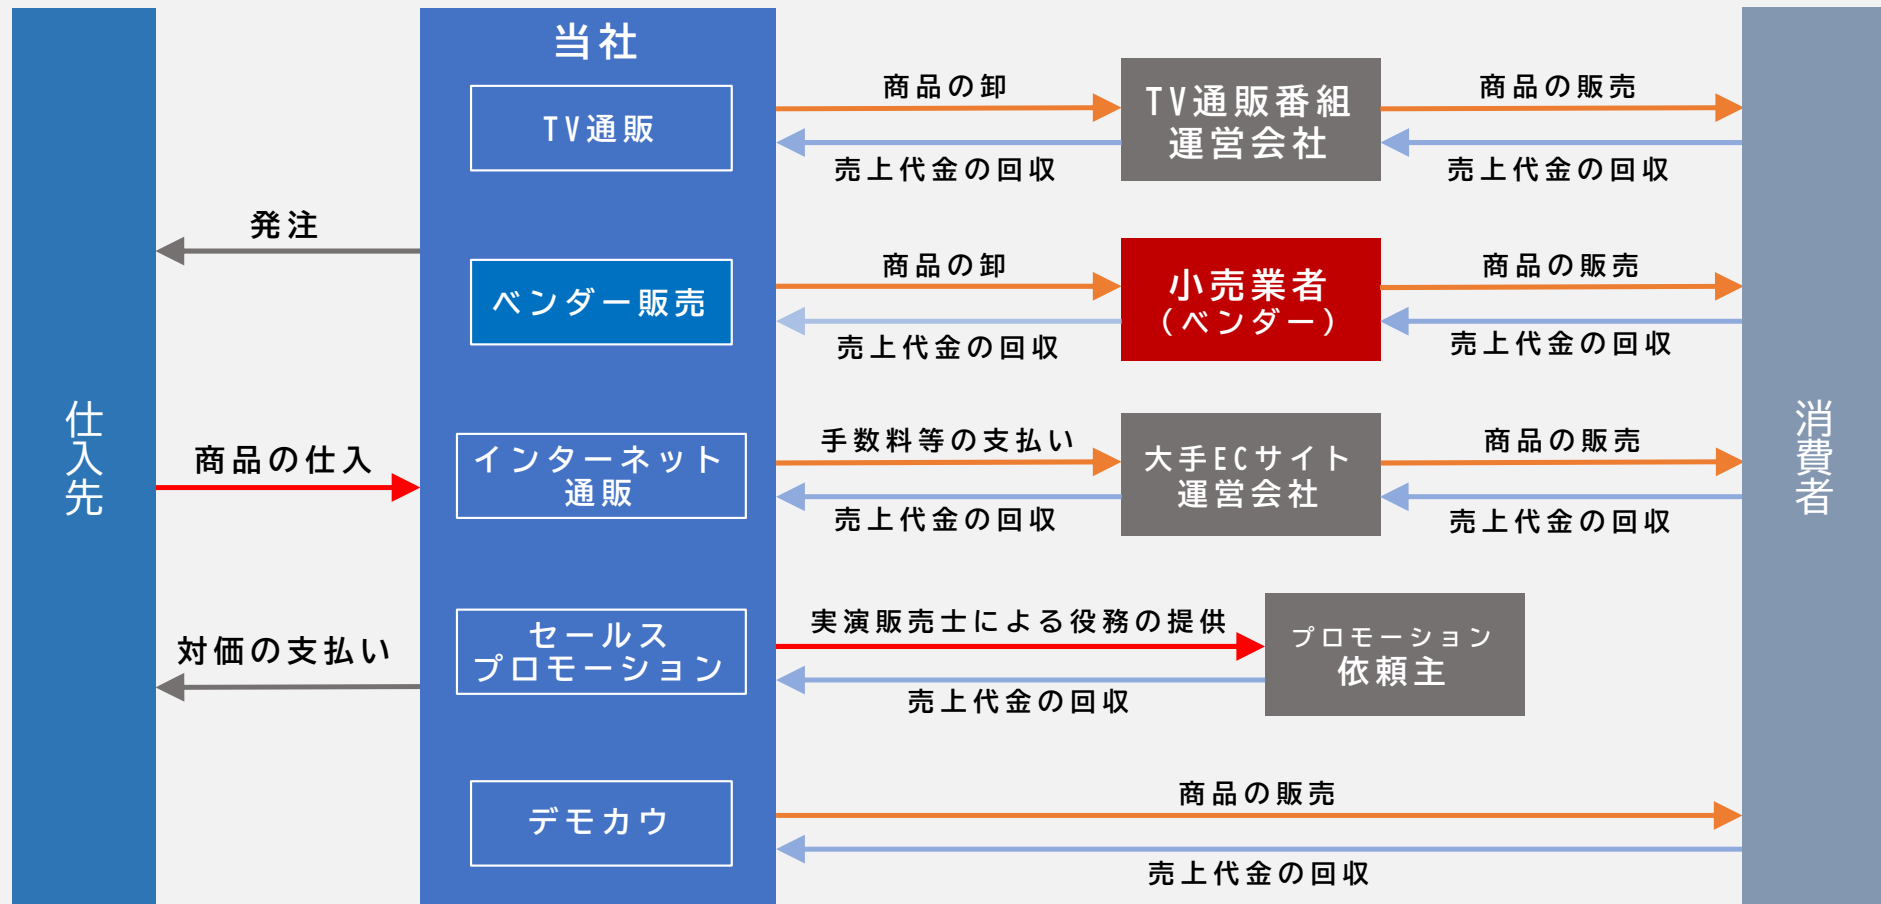 当社
TV通販
商品の卸
売上代金の回収
TV通販番組
運営会社
商品の販売
売上代金の回収
発注
ベンダー販売
商品の卸
売上代金の回収
小売業者
(ベンダー)
商品の販売
売上代金の回収
仕入先
商品の仕入
インターネット
通販
手数料等の支払い
売上代金の回収
大手ECサイト
運営会社
商品の販売
売上代金の回収
消費者
対価の支払い
セールス
プロモーション
実演販売士による役務の提供
売上代金の回収
プロモーション
依頼主
デモカウ
商品の販売
売上代金の回収